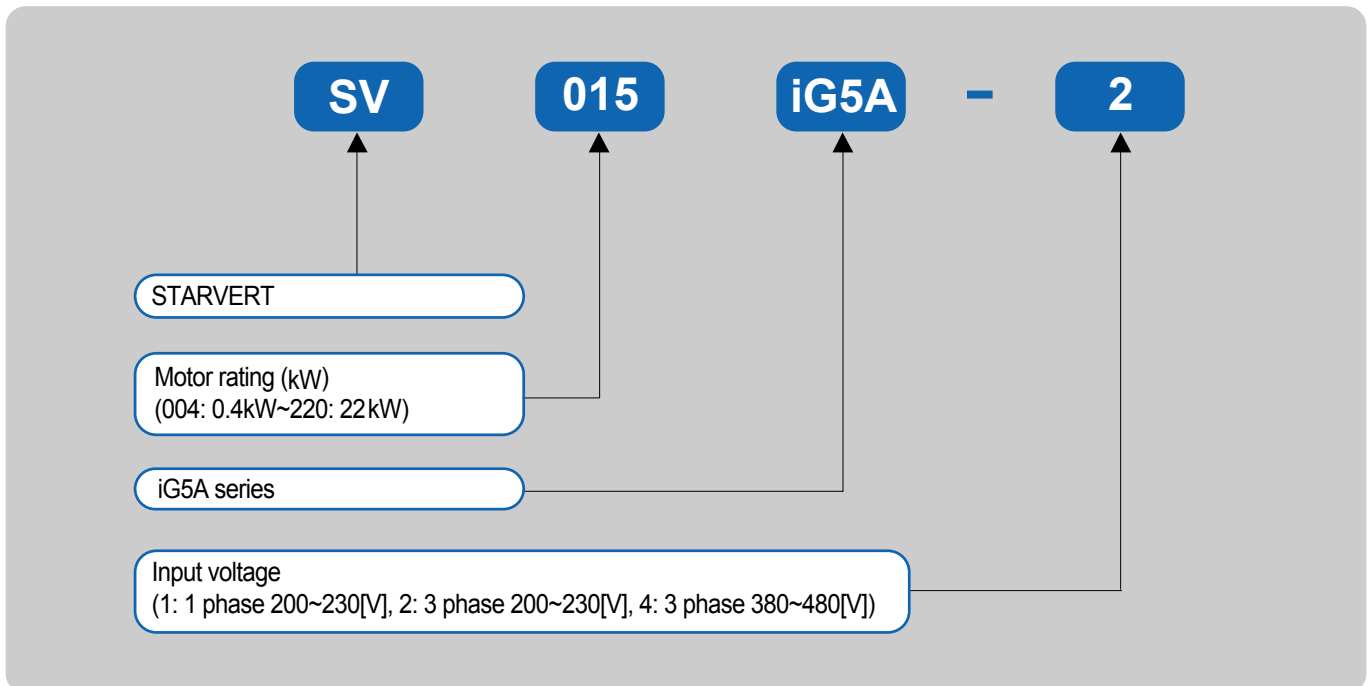 SV 015 iG5A - 2
STARVERT
Motor rating (kW)
(004: 0.4kW~220: 22kW)
iG5A series
Input voltage
(1: 1 phase 200~230[V], 2: 3 phase 200~230[V], 4: 3 phase 380~480[V])